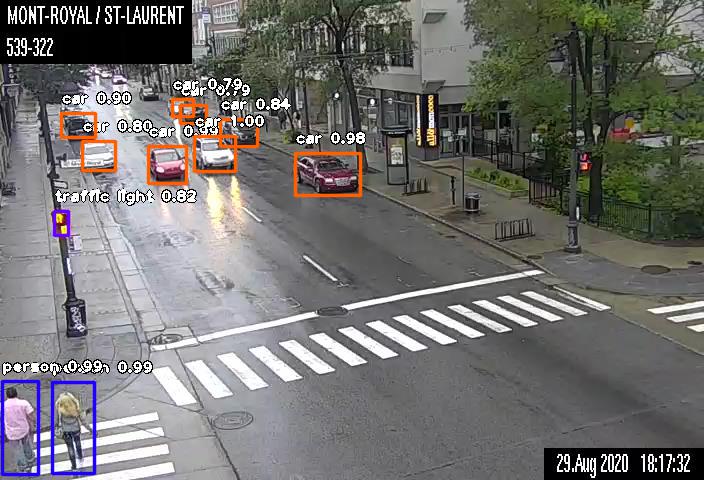 MONT-ROYAL / ST-LAURENT
539-322
car 0.79
car 0.90
car 0.84
car 0.80
car 1.00
car 0.98
traffic light 0.82
person 0.99
0.99
29.Aug 2020 18:17:32